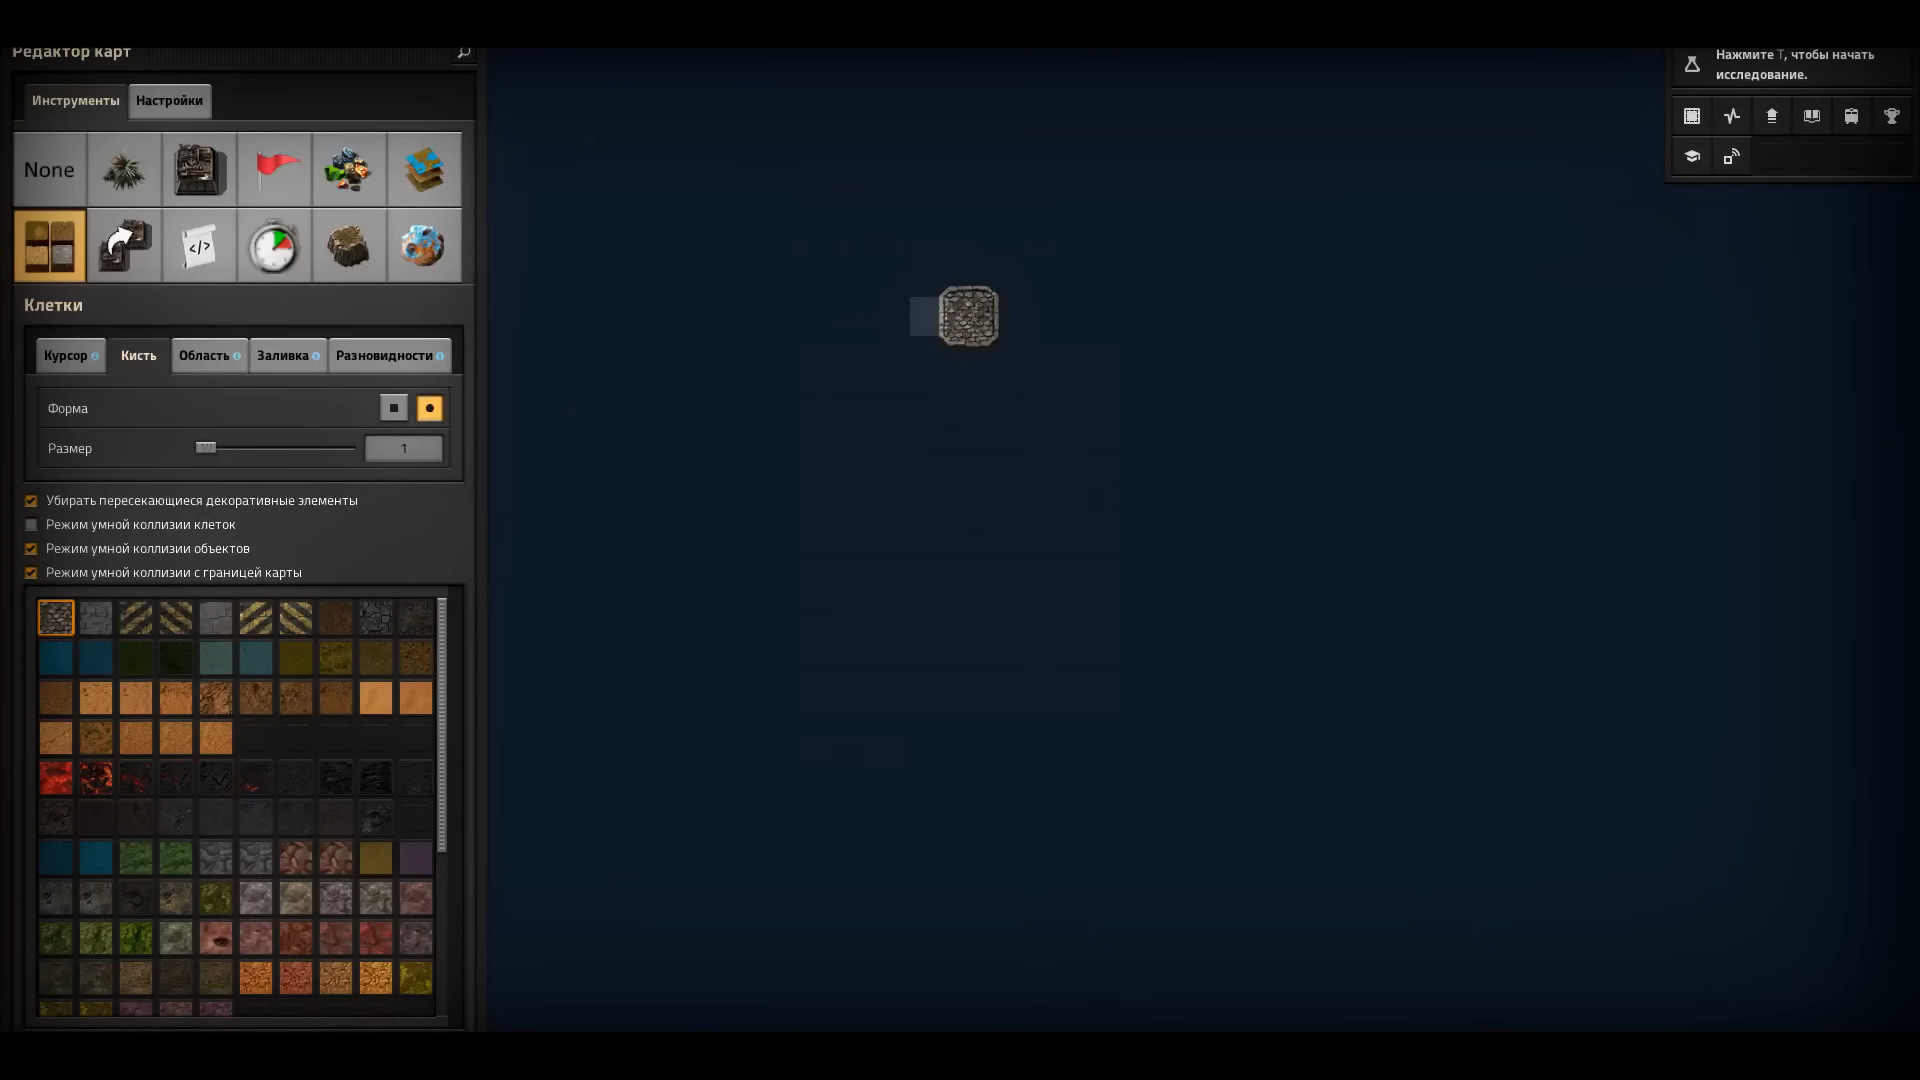 Редактор карт
Нажмите T, чтобы начать
исследование.
Инструменты
Настройки
None
</>
Клетки
Курсор
Кисть
Область
Заливка
Разновидности
Форма
Размер
1
Убирать пересекающиеся декоративные элементы
Режим умной коллизии клеток
Режим умной коллизии объектов
Режим умной коллизии с границей карты